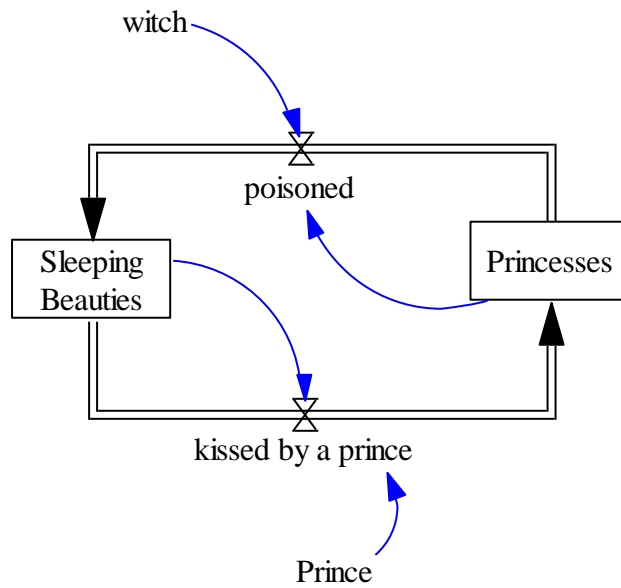 witch
poisoned
Sleeping
Beauties
Princesses
kissed by a prince
Prince